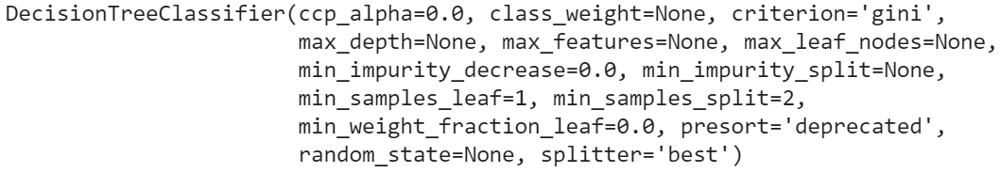 DecisionTreeClassifier(ccp_alpha=0.0, class_weight=None, criterion='gini',
max_depth=None, max_features=None, max_leaf_nodes=None,
min_impurity_decrease=0.0, min_impurity_split=None,
min_samples_leaf=1, min_samples_split=2,
min_weight_fraction_leaf=0.0, presort='deprecated',
random_state=None, splitter='best')